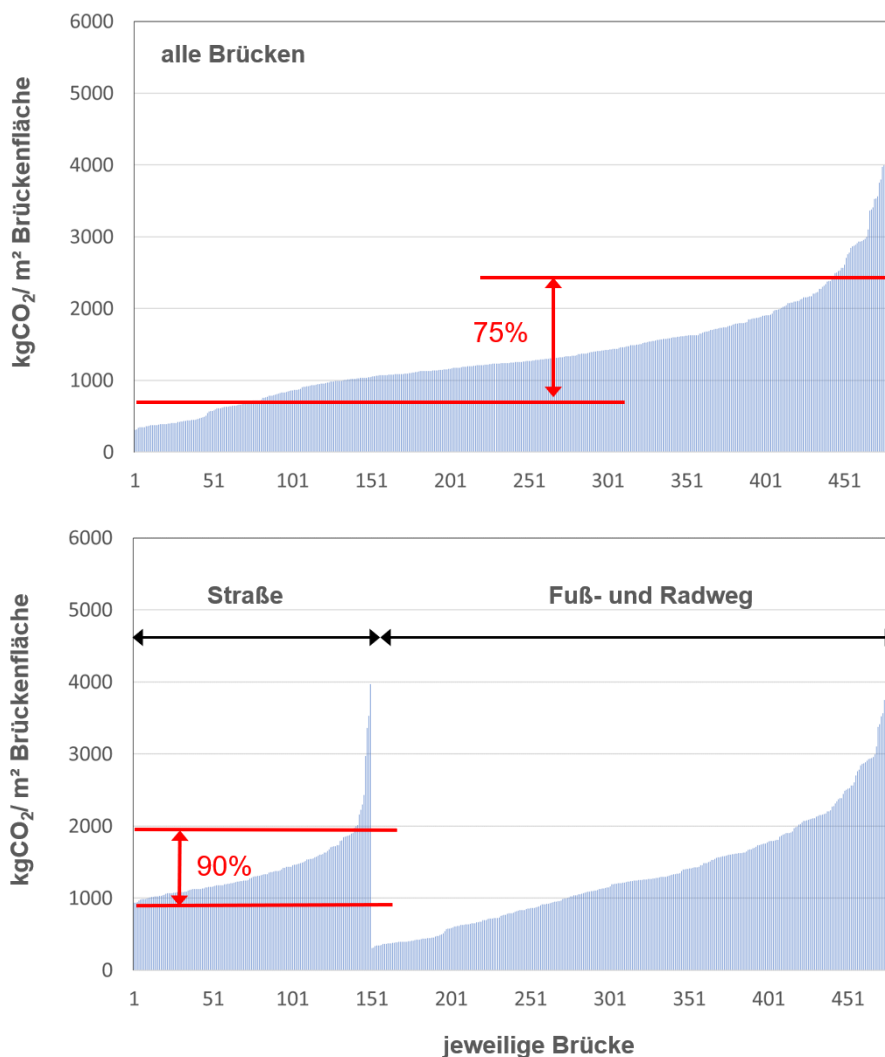 6000
alle Brücken
5000
4000
3000
2000
1000
0
kgCO₂/ m² Brückenfläche
75%
1 51 101 151 201 251 301 351 401 451
6000
Straße Fuß- und Radweg
5000
4000
3000
2000
1000
0
kgCO₂/ m² Brückenfläche
90%
1 51 101 151 201 251 301 351 401 451
jeweilige Brücke